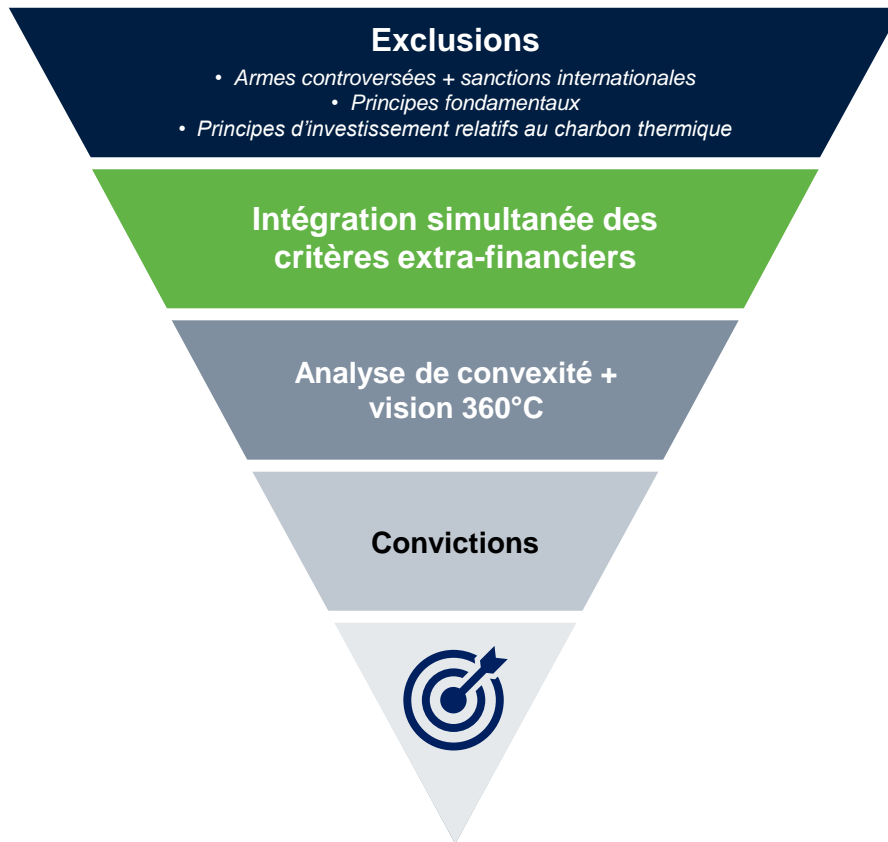 Exclusions
• Armes controversées + sanctions internationales
• Principes fondamentaux
• Principes d'investissement relatifs au charbon thermique
Intégration simultanée des
critères extra-financiers
Analyse de convexité +
vision 360°C
Convictions